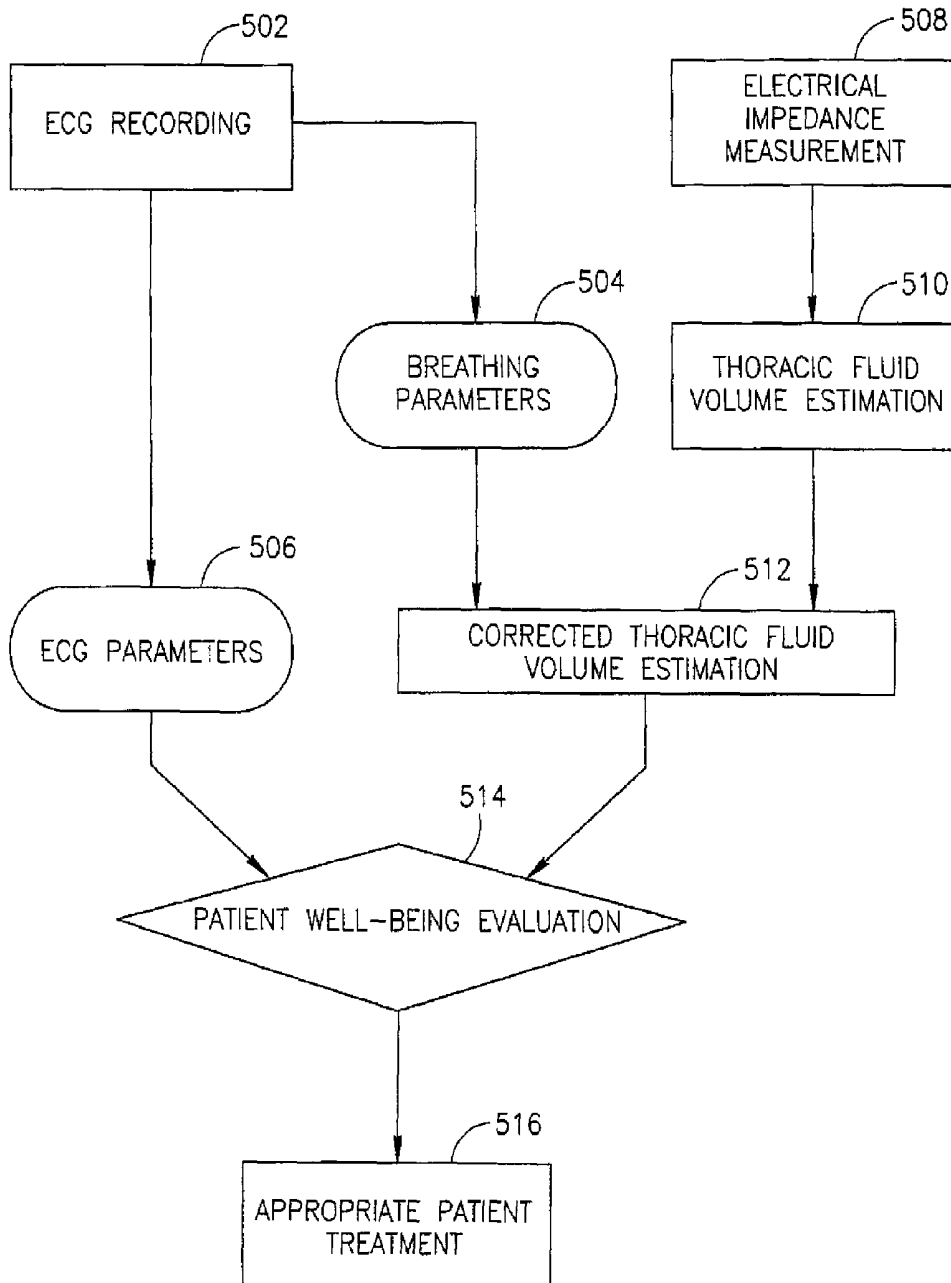 502
ECG RECORDING
508
ELECTRICAL
IMPEDANCE
MEASUREMENT
504
BREATHING
PARAMETERS
510
THORACIC FLUID
VOLUME ESTIMATION
506
ECG PARAMETERS
512
CORRECTED THORACIC FLUID
VOLUME ESTIMATION
514
PATIENT WELL-BEING EVALUATION
516
APPROPRIATE PATIENT
TREATMENT